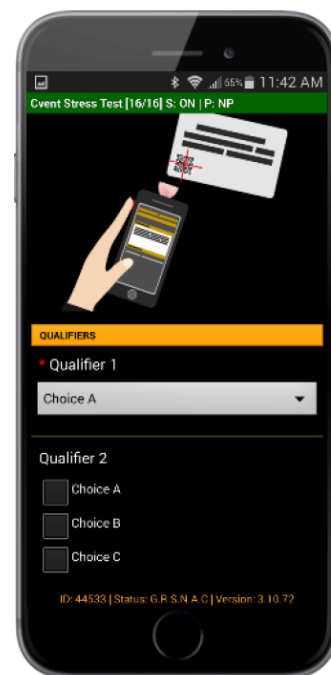 65% 11:42 AM
Cvent Stress Test [16/16] S: ON | P: NP
QUALIFIERS
* Qualifier 1
Choice A
Qualifier 2
Choice A
Choice B
Choice C
ID: 44533 | Status: G.R.S.N.A.C | Version: 3.10.72